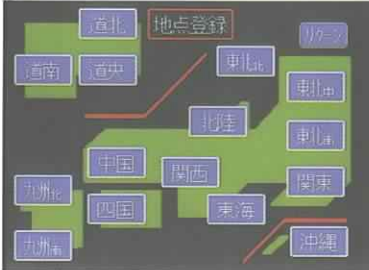 道北
地点登録
リターン
道南
道央
東北北
東北中
北陸
東北南
中国
関西
関東
九州北
四国
東海
九州南
沖縄